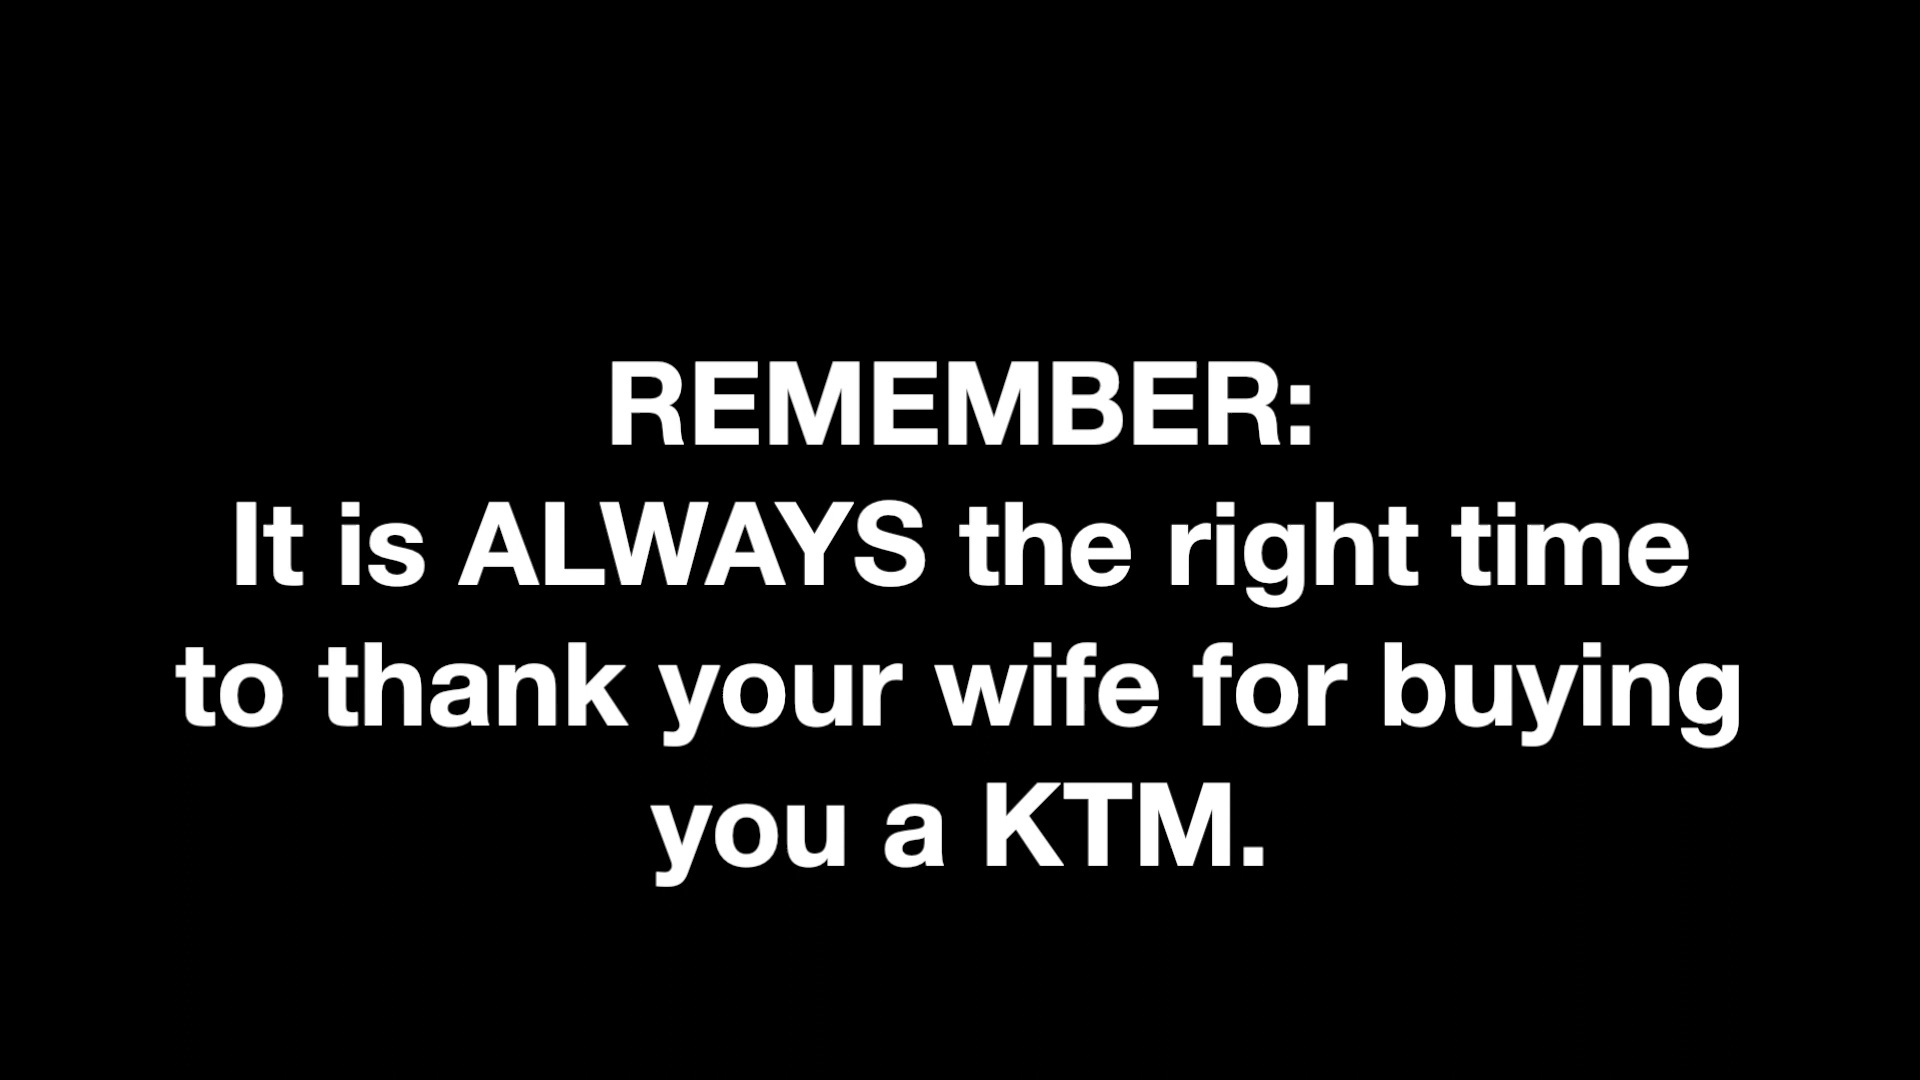 REMEMBER:
It is ALWAYS the right time
to thank your wife for buying
you a KTM.